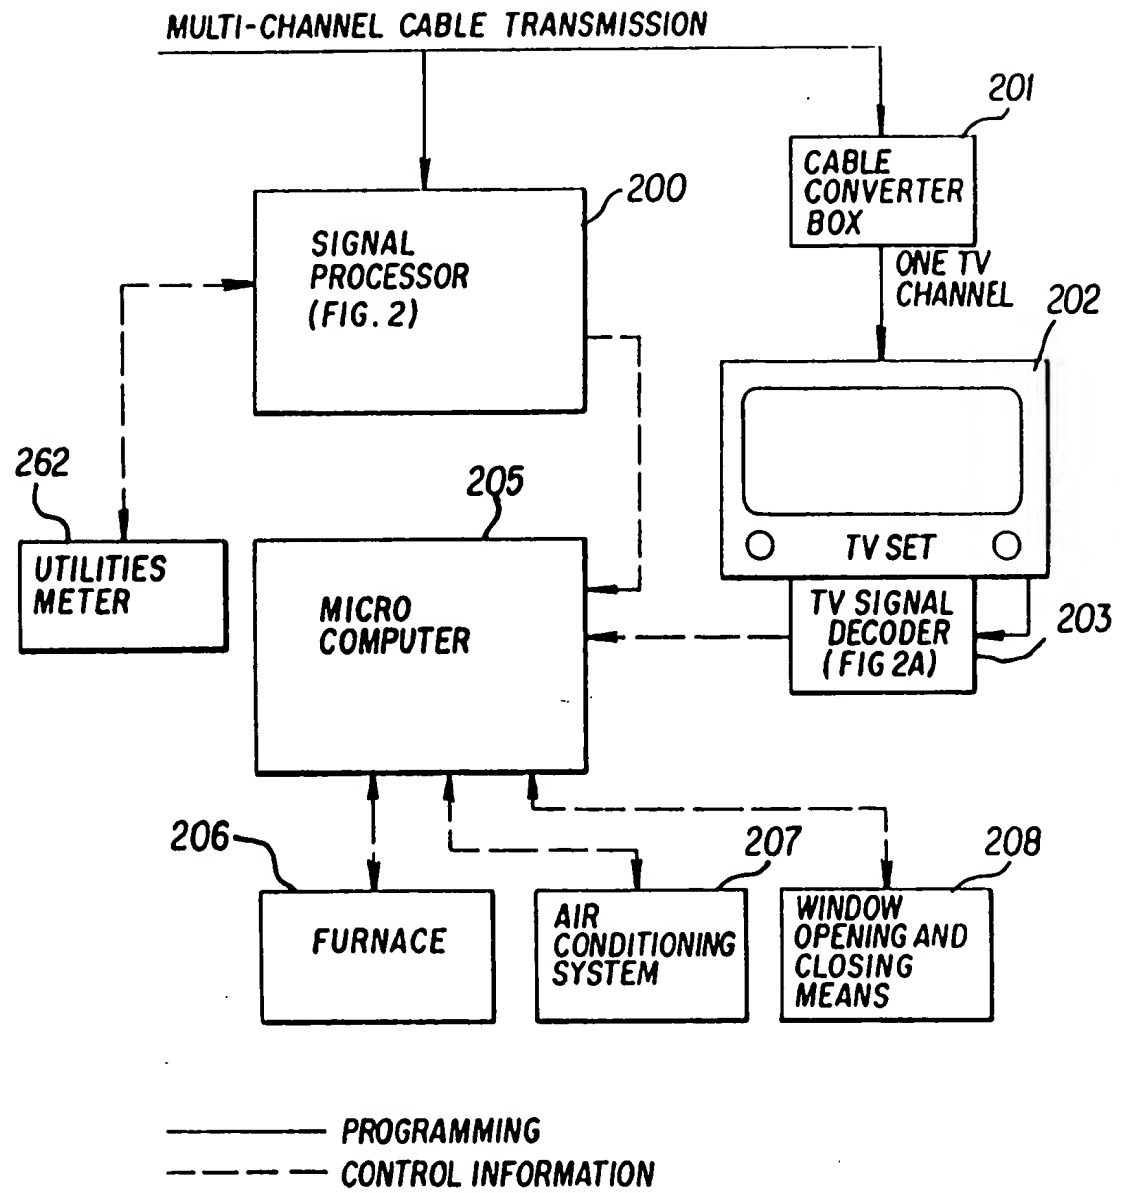 MULTI-CHANNEL CABLE TRANSMISSION
201
CABLE
CONVERTER
BOX
200
SIGNAL
PROCESSOR
(FIG. 2)
ONE TV
CHANNEL
202
262
UTILITIES
METER
205
MICRO
COMPUTER
TV SET
TV SIGNAL
DECODER
(FIG 2A)
203
206
FURNACE
207
AIR
CONDITIONING
SYSTEM
208
WINDOW
OPENING AND
CLOSING
MEANS
PROGRAMMING
CONTROL INFORMATION